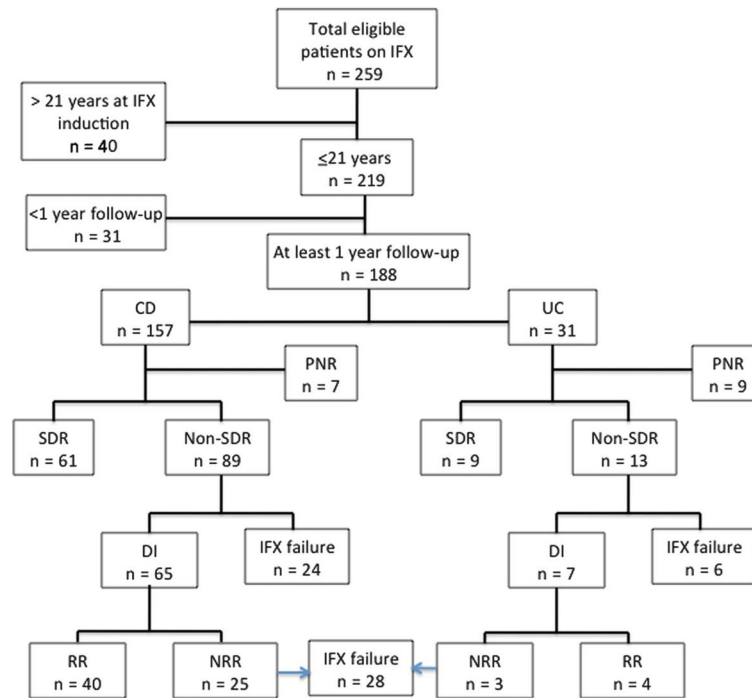 Total eligible
patients on IFX
n = 259
> 21 years at IFX
induction
n = 40
≤21 years
n = 219
<1 year follow-up
n = 31
At least 1 year follow-up
n = 188
CD
n = 157
UC
n = 31
PNR
n = 7
PNR
n = 9
SDR
n = 61
Non-SDR
n = 89
SDR
n = 9
Non-SDR
n = 13
DI
n = 65
IFX failure
n = 24
DI
n = 7
IFX failure
n = 6
RR
n = 40
NRR
n = 25
IFX failure
n = 28
NRR
n = 3
RR
n = 4